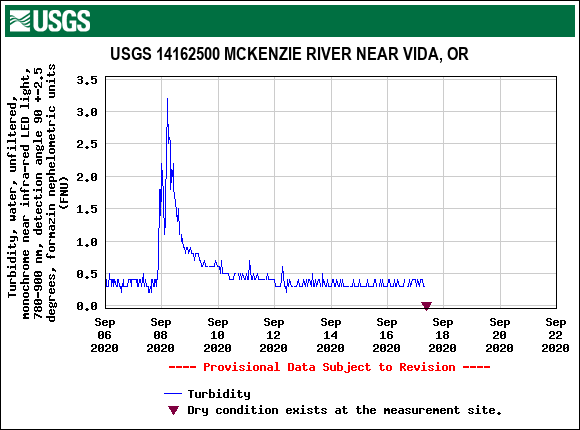 USGS
USGS 14162500 MCKENZIE RIVER NEAR VIDA, OR
Turbidity, water, unfiltered,
monochrome near infra-red LED light,
780-900 nm, detection angle 90 +-2.5
degrees, formazin nephelometric units
(FNU)
3.5
3.0
2.5
2.0
1.5
1.0
0.5
0.0
Sep Sep Sep Sep Sep Sep Sep Sep Sep
06 08 10 12 14 16 18 20 22
2020 2020 2020 2020 2020 2020 2020 2020 2020
---- Provisional Data Subject to Revision ----
Turbidity
Dry condition exists at the measurement site.